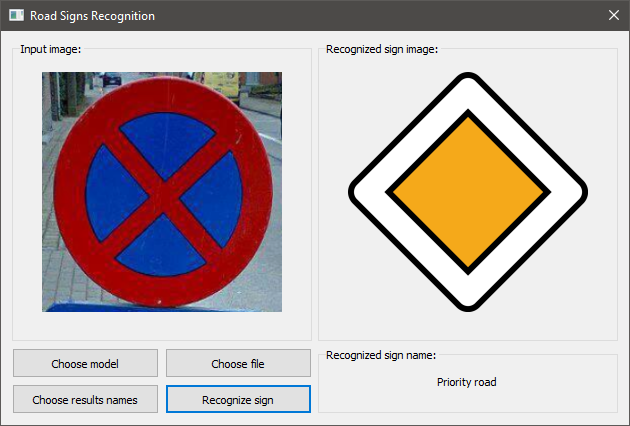 Road Signs Recognition
Input image:
Recognized sign image:
Choose model
Choose file
Choose results names
Recognize sign
Recognized sign name:
Priority road